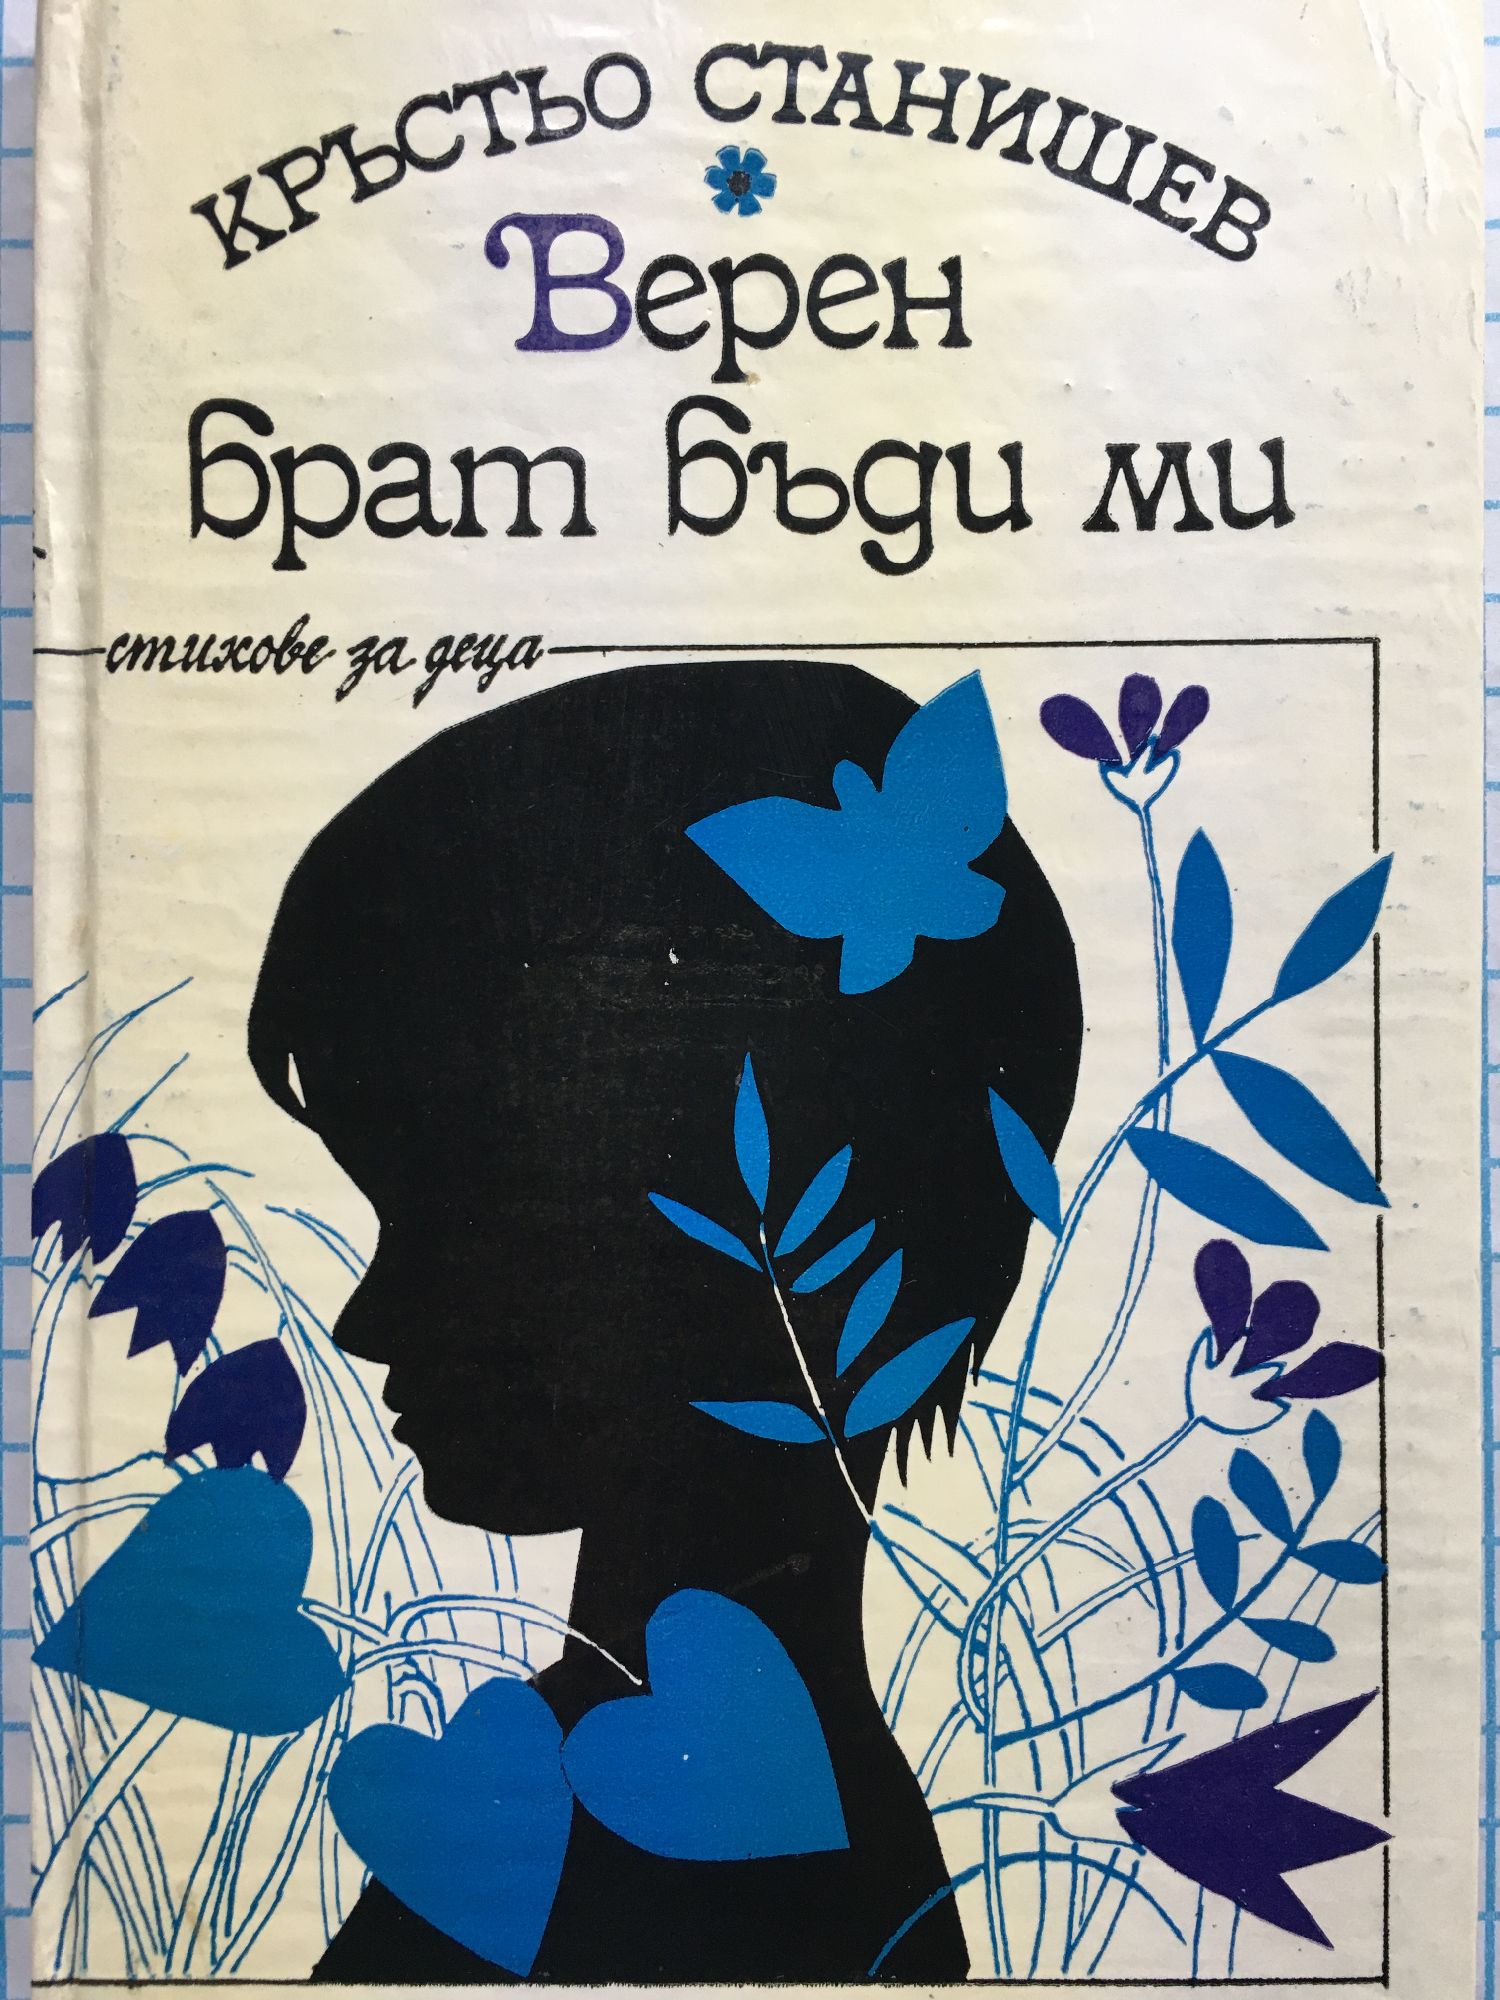 КРЪСТЬО СТАНИШЕВ
Верен
брат бъди ми
стихове за деца